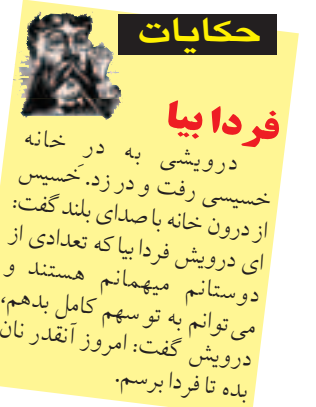 حکایات
فردا بیا
درویشی به درِ خانه
خسیسی رفت و در زد. خسیس
از درون خانه با صدای بلند گفت:
ای درویش فردا بیا که تعدادی از
دوستانم میهمانم هستند و
می‌توانم به تو سهم کامل بدهم،
درویش گفت: امروز آنقدر نان
بده تا فردا برسم.